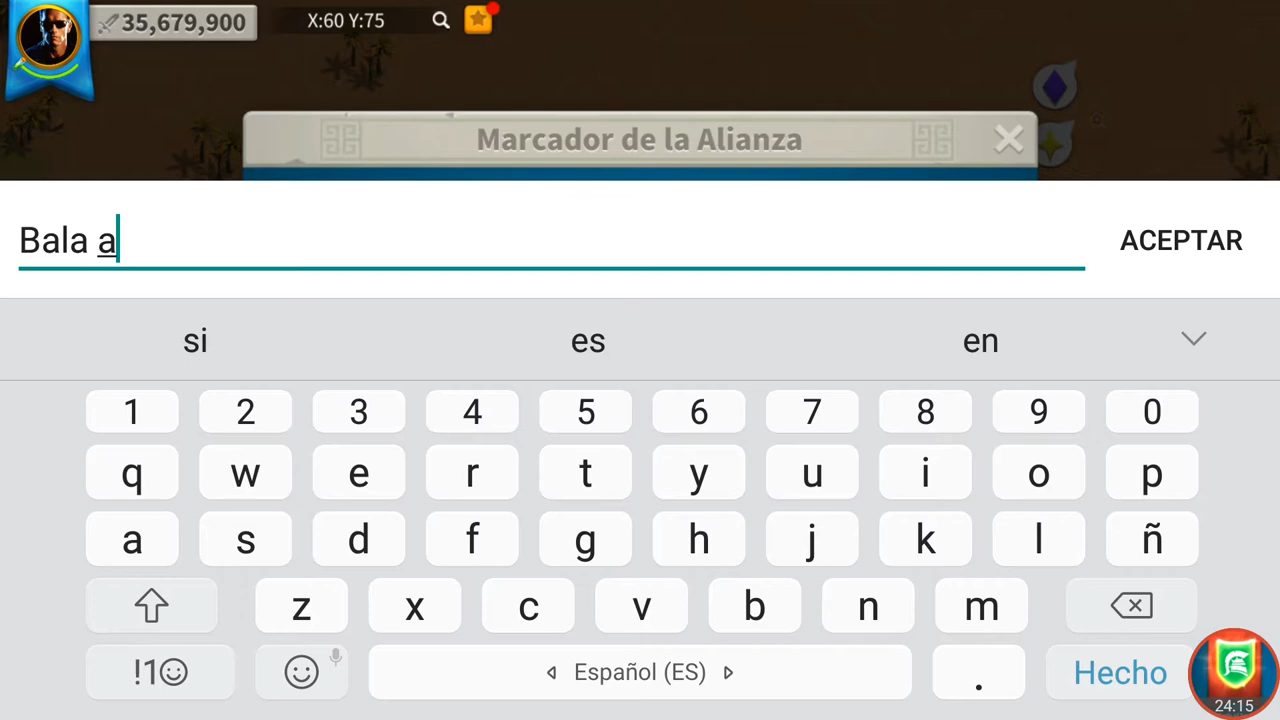 35,679,900
X:60 Y:75
Marcador de la Alianza
Bala a
ACEPTAR
si es en
1 2 3 4 5 6 7 8 9 0
q w e r t y u i o p
a s d f g h j k l ñ
z x c v b n m
!1 Español (ES) . Hecho
24:15